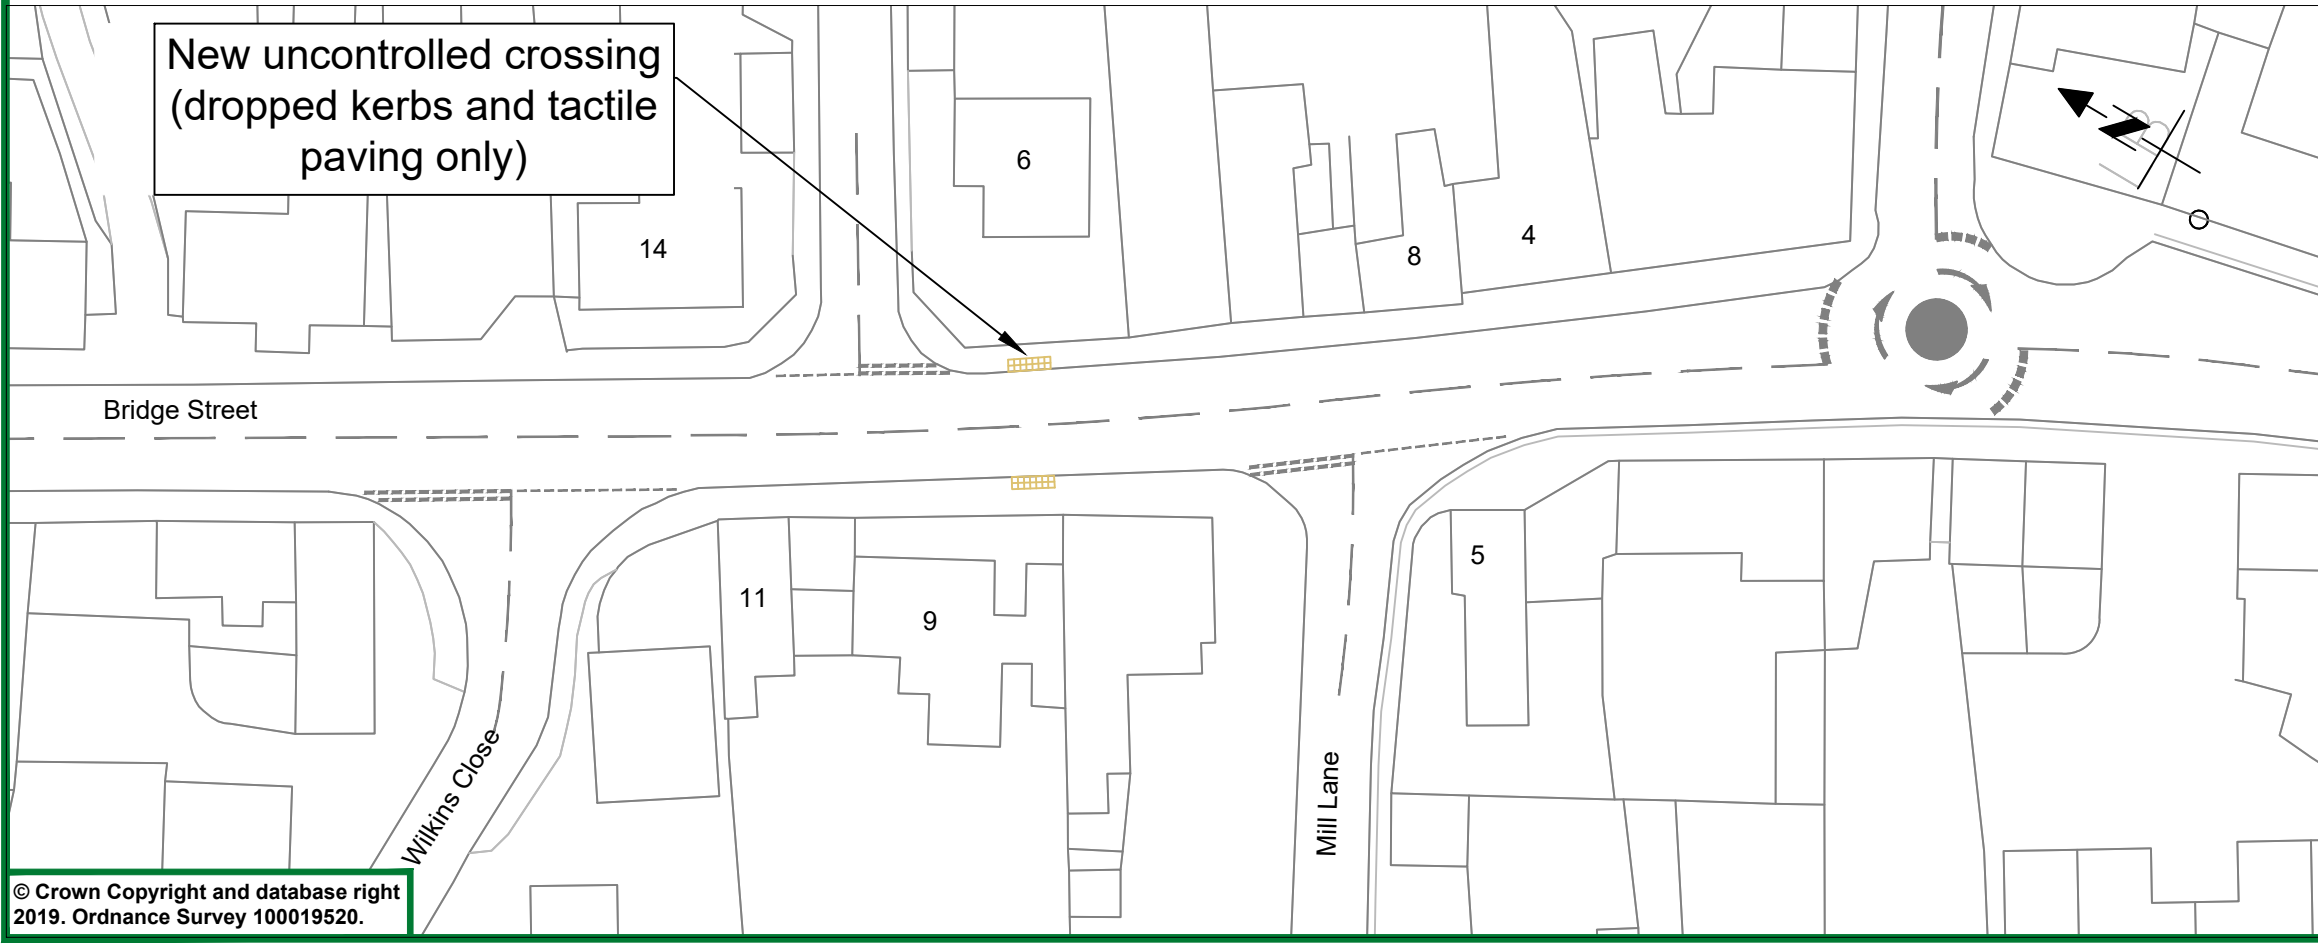 New uncontrolled crossing
(dropped kerbs and tactile
paving only)
6
14
8
4
Bridge Street
11
9
5
Wilkins Close
Mill Lane
© Crown Copyright and database right
2019. Ordnance Survey 100019520.
N